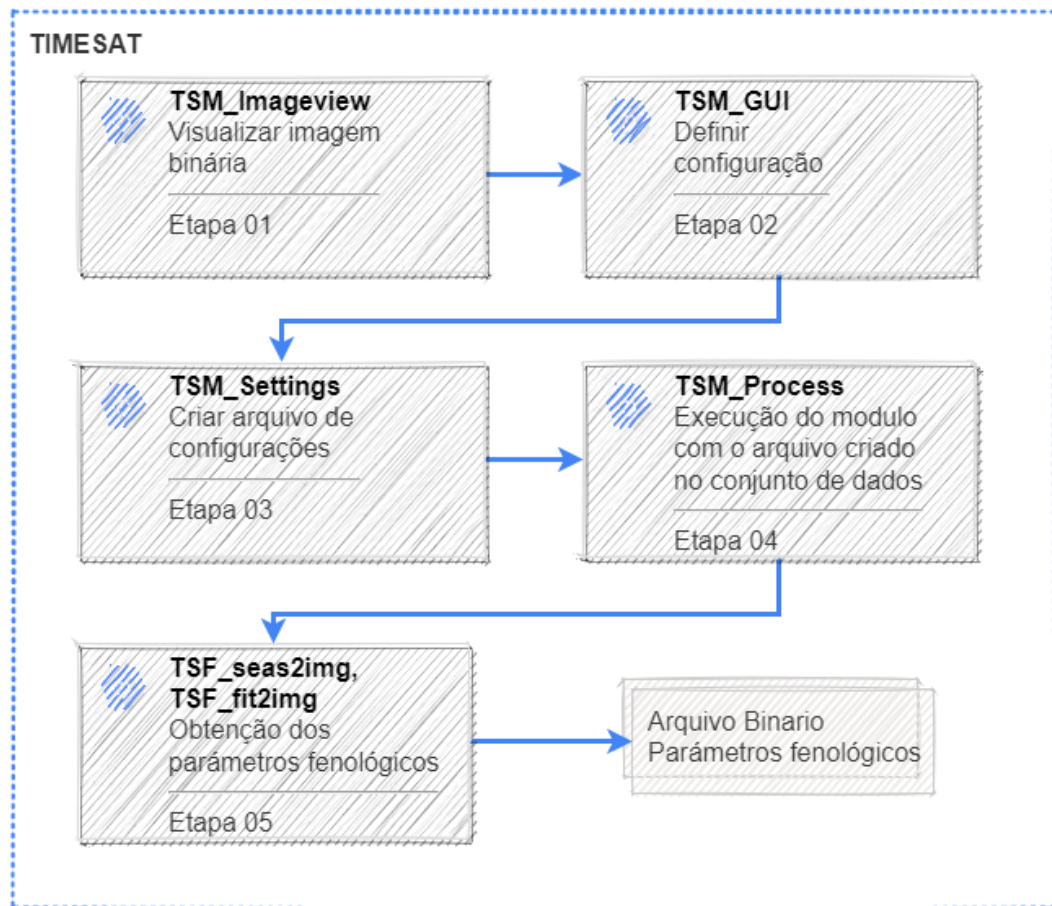 TIMESAT
TSM_Imageview
Visualizar imagem
binária
Etapa 01
TSM_GUI
Definir
configuração
Etapa 02
TSM_Settings
Criar arquivo de
configurações
Etapa 03
TSM_Process
Execução do modulo
com o arquivo criado
no conjunto de dados
Etapa 04
TSF_seas2img,
TSF_fit2img
Obtenção dos
parámetros fenológicos
Etapa 05
Arquivo Binario
Parámetros fenológicos